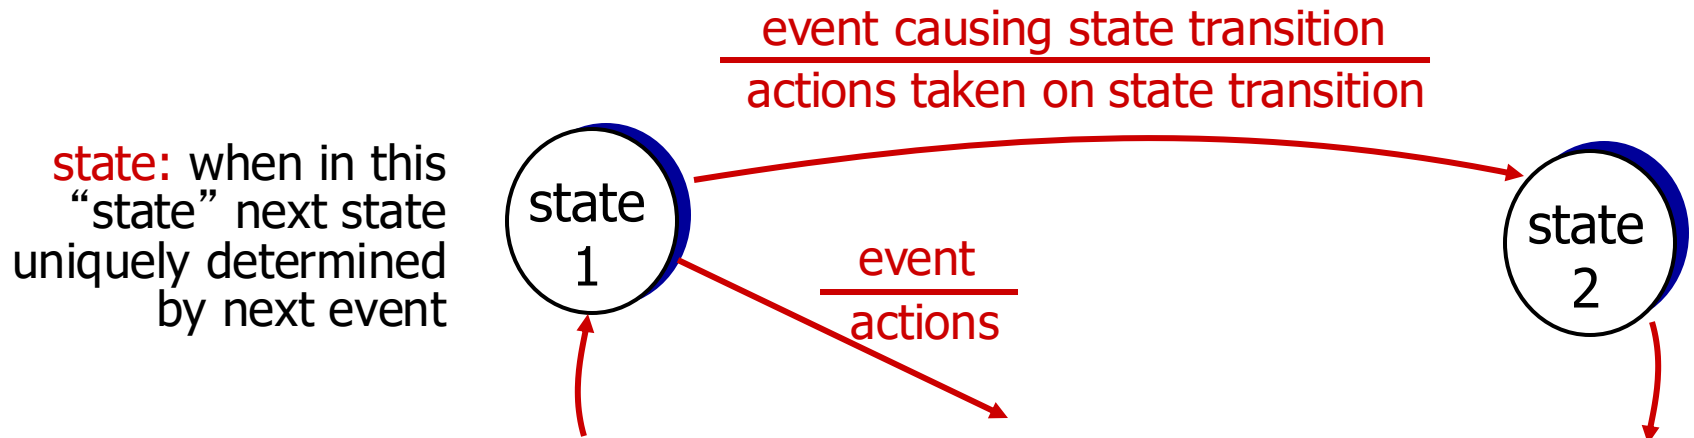 event causing state transition
actions taken on state transition
state: when in this
“state” next state
uniquely determined
by next event
state
1
event
actions
state
2